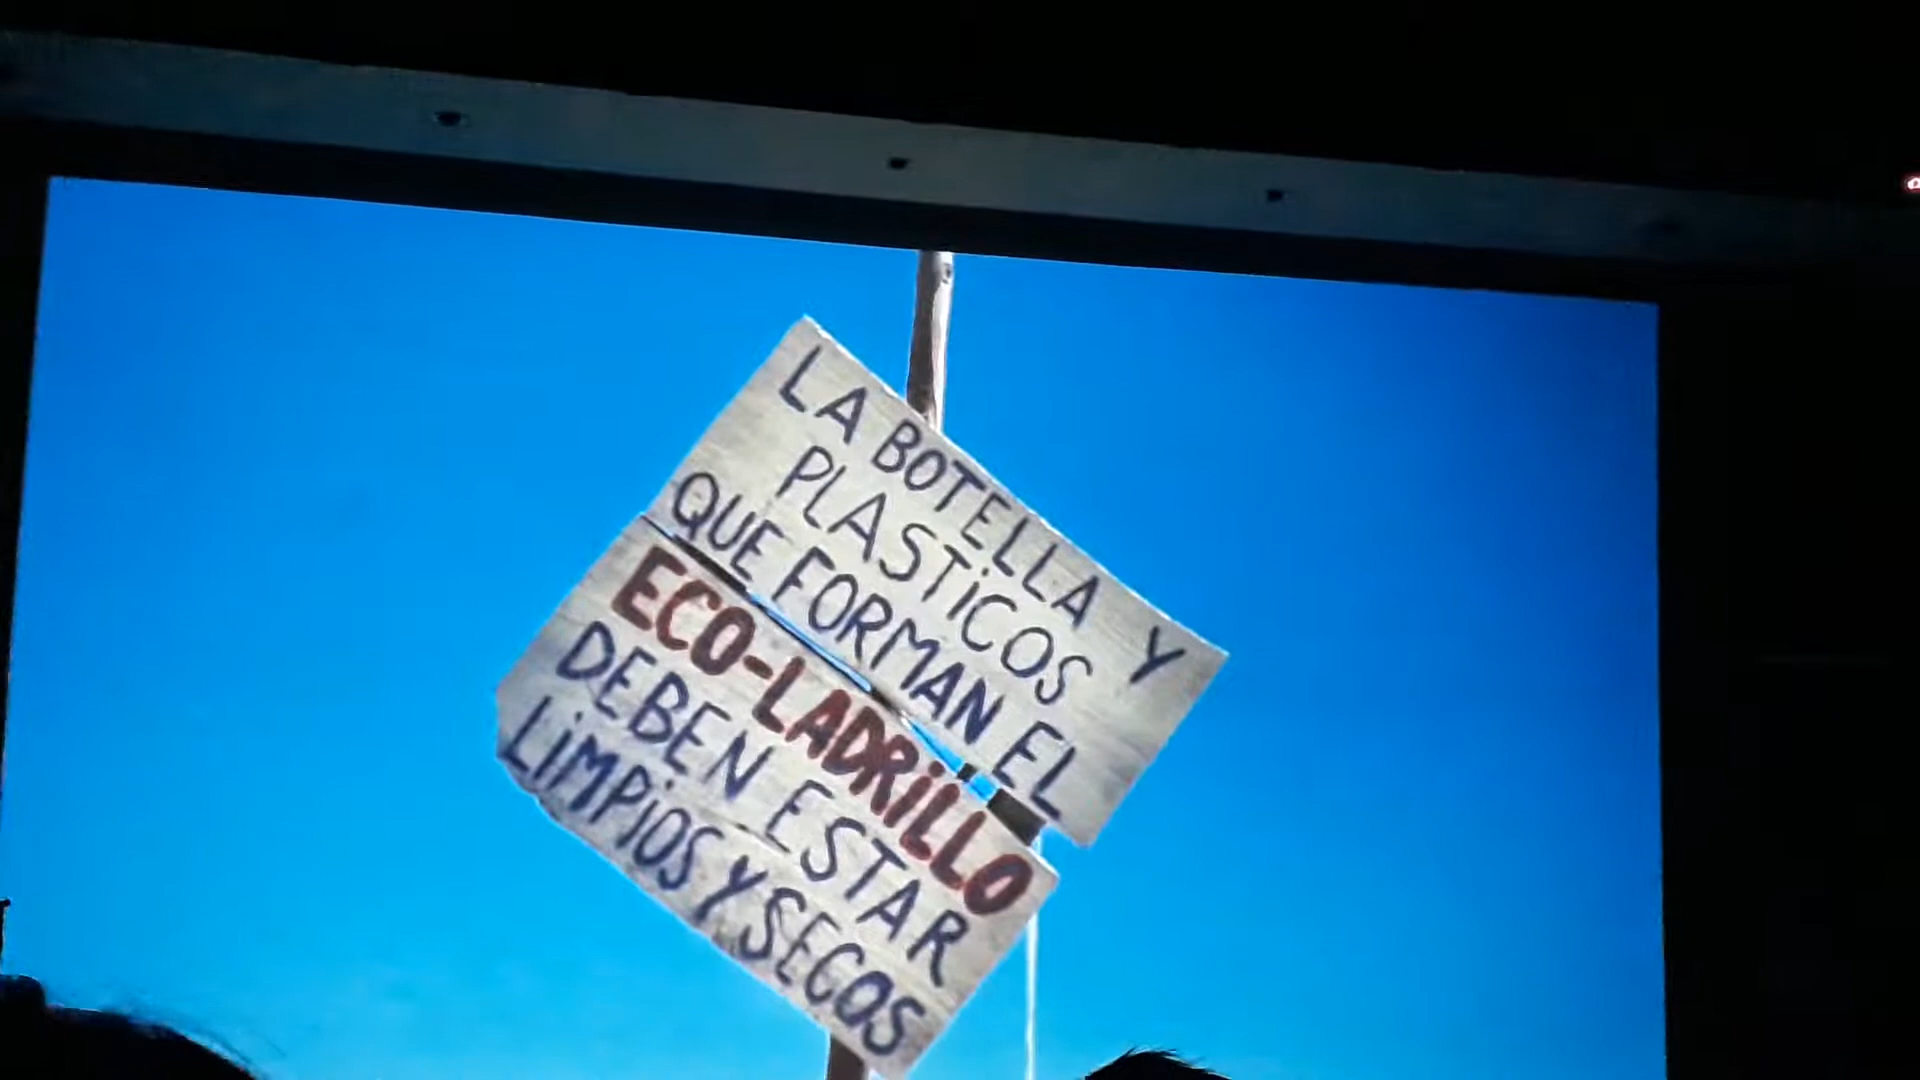 LA BOTELLA Y
PLASTiCOS
QUE FORMAN EL
ECO-LADRiLLO
DEBEN ESTAR
LiMPiOS Y SECOS